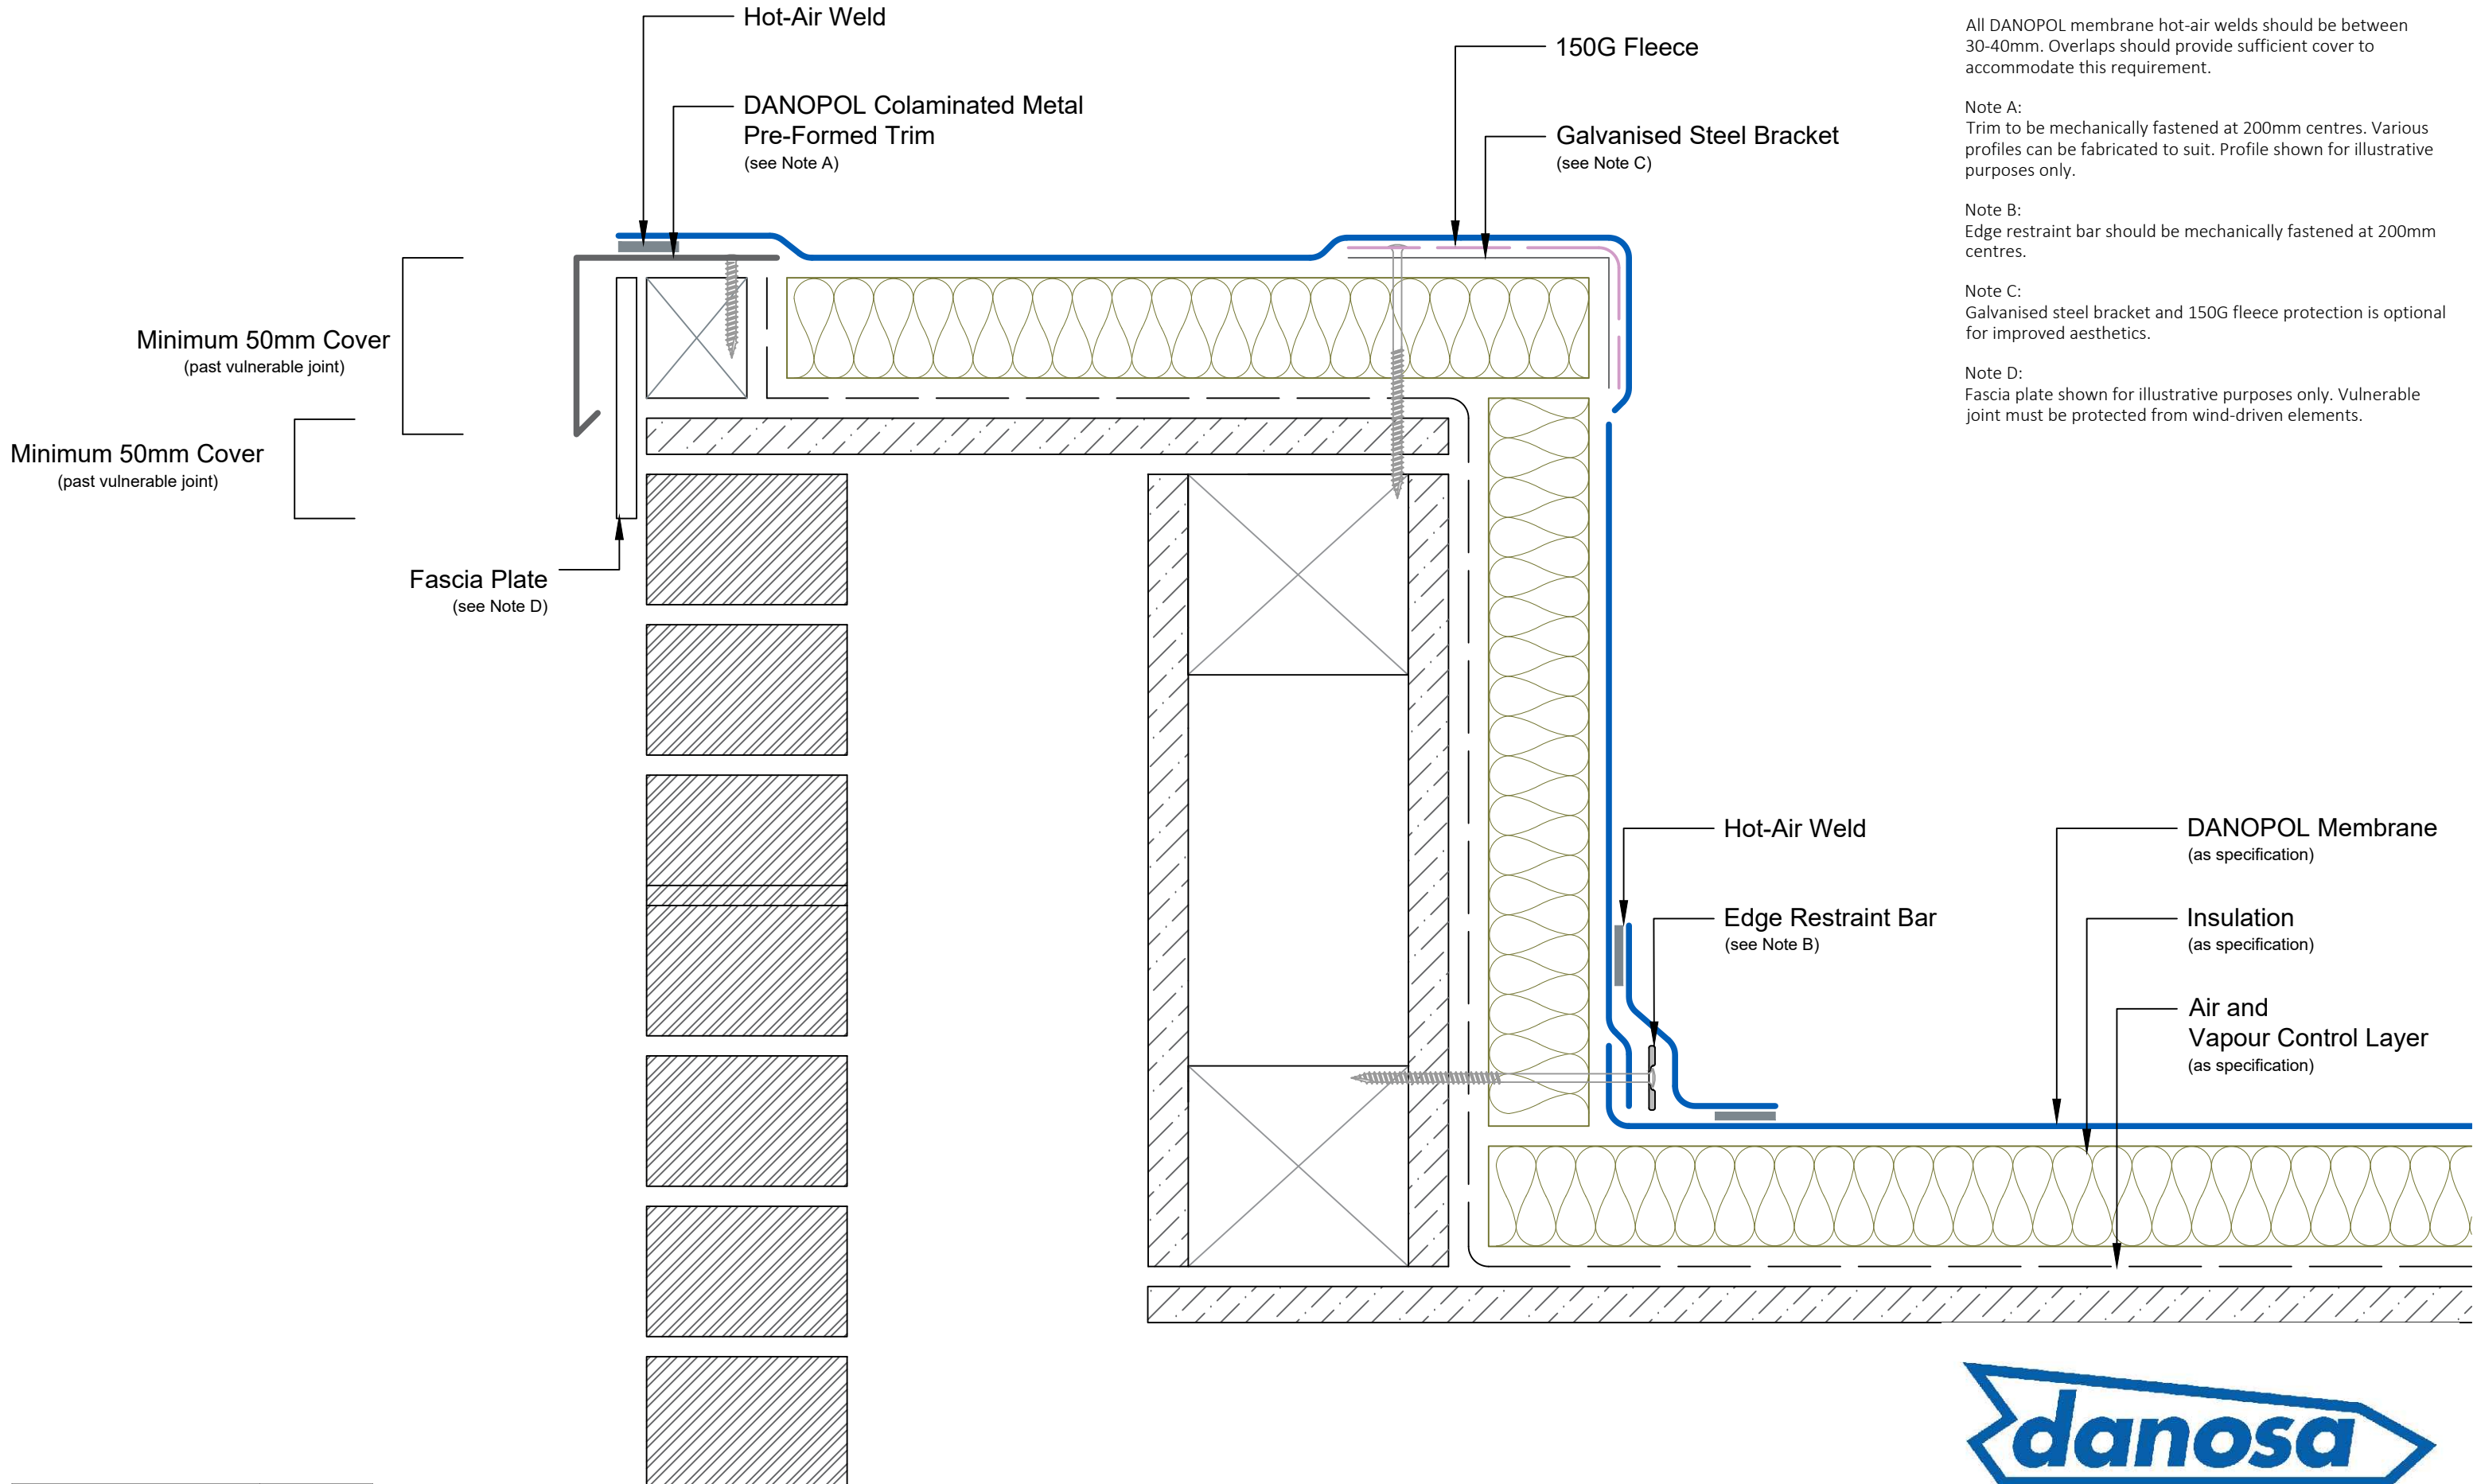 Hot-Air Weld
DANOPOL Colaminated Metal
Pre-Formed Trim
(see Note A)
150G Fleece
Galvanised Steel Bracket
(see Note C)
All DANOPOL membrane hot-air welds should be between
30-40mm. Overlaps should provide sufficient cover to
accommodate this requirement.
Note A:
Trim to be mechanically fastened at 200mm centres. Various
profiles can be fabricated to suit. Profile shown for illustrative
purposes only.
Note B:
Edge restraint bar should be mechanically fastened at 200mm
centres.
Note C:
Galvanised steel bracket and 150G fleece protection is optional
for improved aesthetics.
Note D:
Fascia plate shown for illustrative purposes only. Vulnerable
joint must be protected from wind-driven elements.
Minimum 50mm Cover
(past vulnerable joint)
Minimum 50mm Cover
(past vulnerable joint)
Fascia Plate
(see Note D)
Hot-Air Weld
Edge Restraint Bar
(see Note B)
DANOPOL Membrane
(as specification)
Insulation
(as specification)
Air and
Vapour Control Layer
(as specification)
danosa